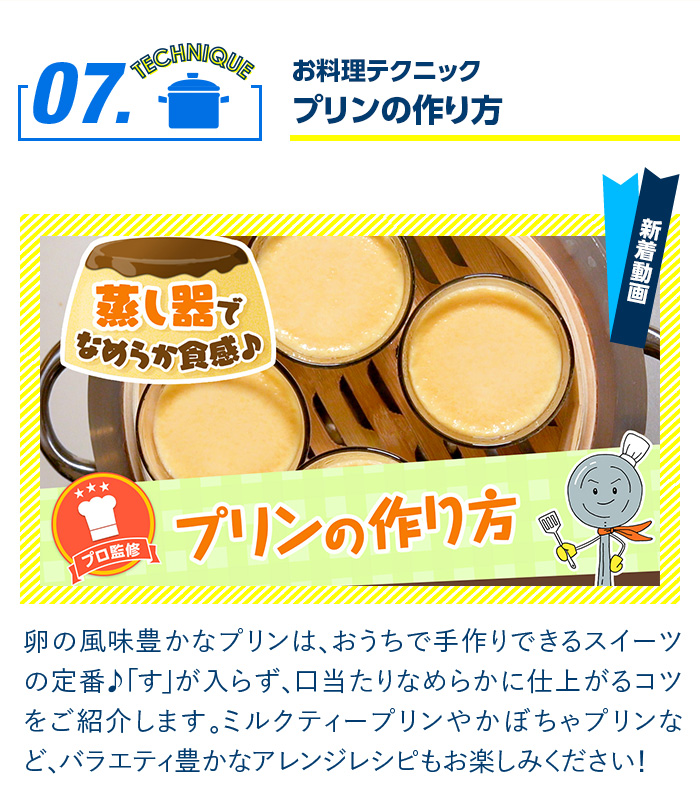 07.
TECHNIQUE
お料理テクニック
プリンの作り方
新着動画
蒸し器で
なめらか食感♪
プロ監修
プリンの作り方
卵の風味豊かなプリンは、おうちで手作りできるスイーツ
の定番♪「す」が入らず、口当たりなめらかに仕上がるコツ
をご紹介します。ミルクティープリンやかぼちゃプリンな
ど、バラエティ豊かなアレンジレシピもお楽しみください！